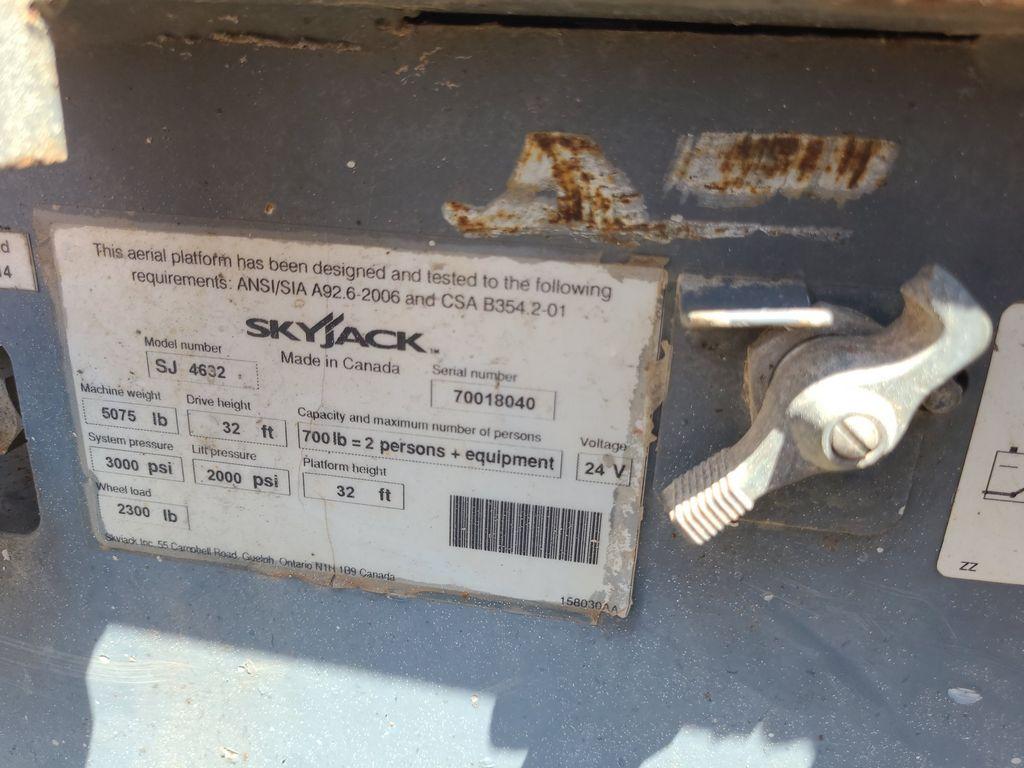 This aerial platform has been designed and tested to the following
requirements: ANSI/SIA A92.6-2006 and CSA B354.2-01
SKYJACK™
Made in Canada
Model number
SJ 4632
Serial number
70018040
Machine weight
5075 lb
Drive height
32 ft
Capacity and maximum number of persons
700 lb = 2 persons + equipment
Voltage
24 V
System pressure
3000 psi
Lift pressure
2000 psi
Platform height
32 ft
Wheel load
2300 lb
Skyjack Inc. 55 Campbell Road, Guelph, Ontario N1H 1B9 Canada
158030AA
d
14
ZZ